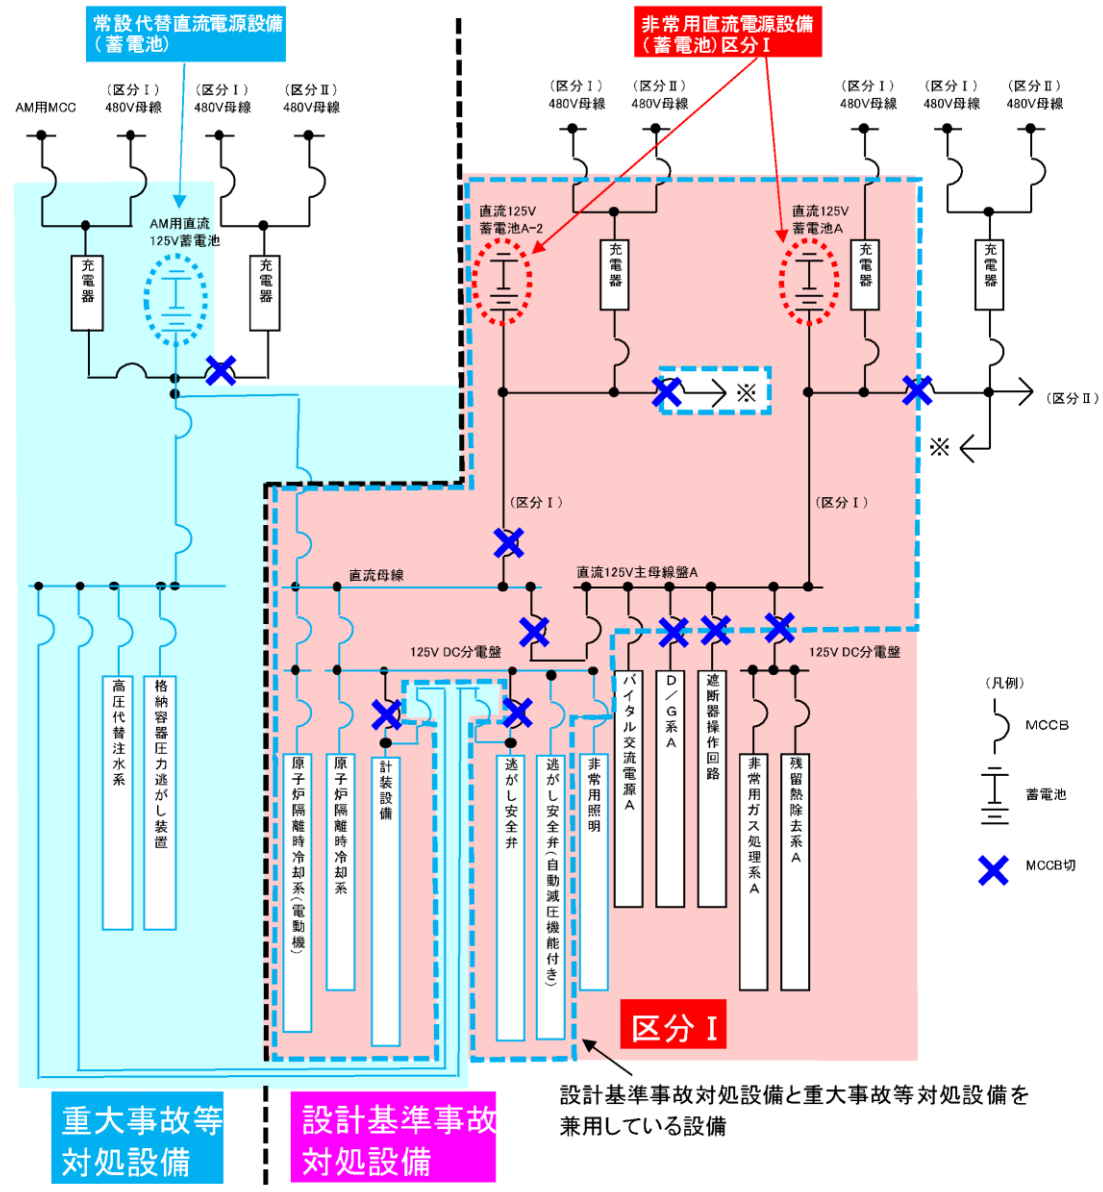 常設代替直流電源設備
(蓄電池)
非常用直流電源設備
(蓄電池)区分Ⅰ
AM用MCC
(区分Ⅰ)
480V母線
(区分Ⅰ)
480V母線
(区分Ⅱ)
480V母線
(区分Ⅰ)
480V母線
(区分Ⅱ)
480V母線
(区分Ⅰ)
480V母線
(区分Ⅰ)
480V母線
(区分Ⅱ)
480V母線
AM用直流
125V蓄電池
直流125V
蓄電池A-2
直流125V
蓄電池A
充電器
充電器
充電器
充電器
充電器
※
(区分Ⅱ)
※
(区分Ⅰ)
(区分Ⅰ)
直流母線
直流125V主母線盤A
125V DC分電盤
125V DC分電盤
高圧代替注水系
格納容器圧力逃がし装置
原子炉隔離時冷却系(電動機)
原子炉隔離時冷却系
計装設備
逃がし安全弁
逃がし安全弁(自動減圧機能付き)
非常用照明
バイタル交流電源A
D/G系A
遮断器操作回路
非常用ガス処理系A
残留熱除去系A
(凡例)
MCCB
蓄電池
MCCB切
区分Ⅰ
設計基準事故対処設備と重大事故等対処設備を
兼用している設備
重大事故等
対処設備
設計基準事故
対処設備